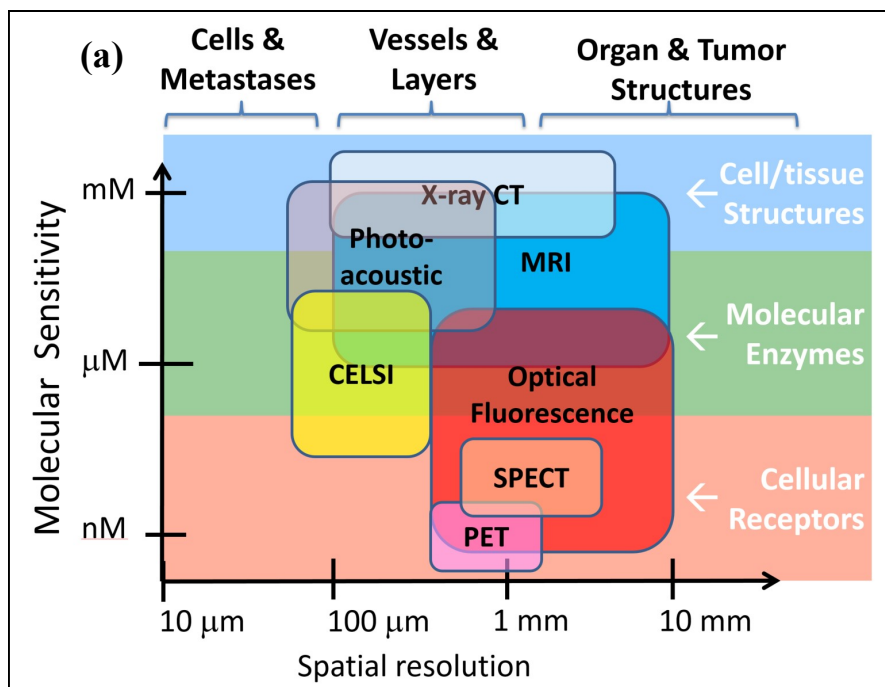 (a)
Cells &
Metastases
Vessels &
Layers
Organ & Tumor
Structures
Molecular Sensitivity
mM
μM
nM
X-ray CT
Photo-
acoustic
MRI
CELSI
Optical
Fluorescence
SPECT
PET
Cell/tissue
Structures
Molecular
Enzymes
Cellular
Receptors
10 μm
100 μm
1 mm
10 mm
Spatial resolution